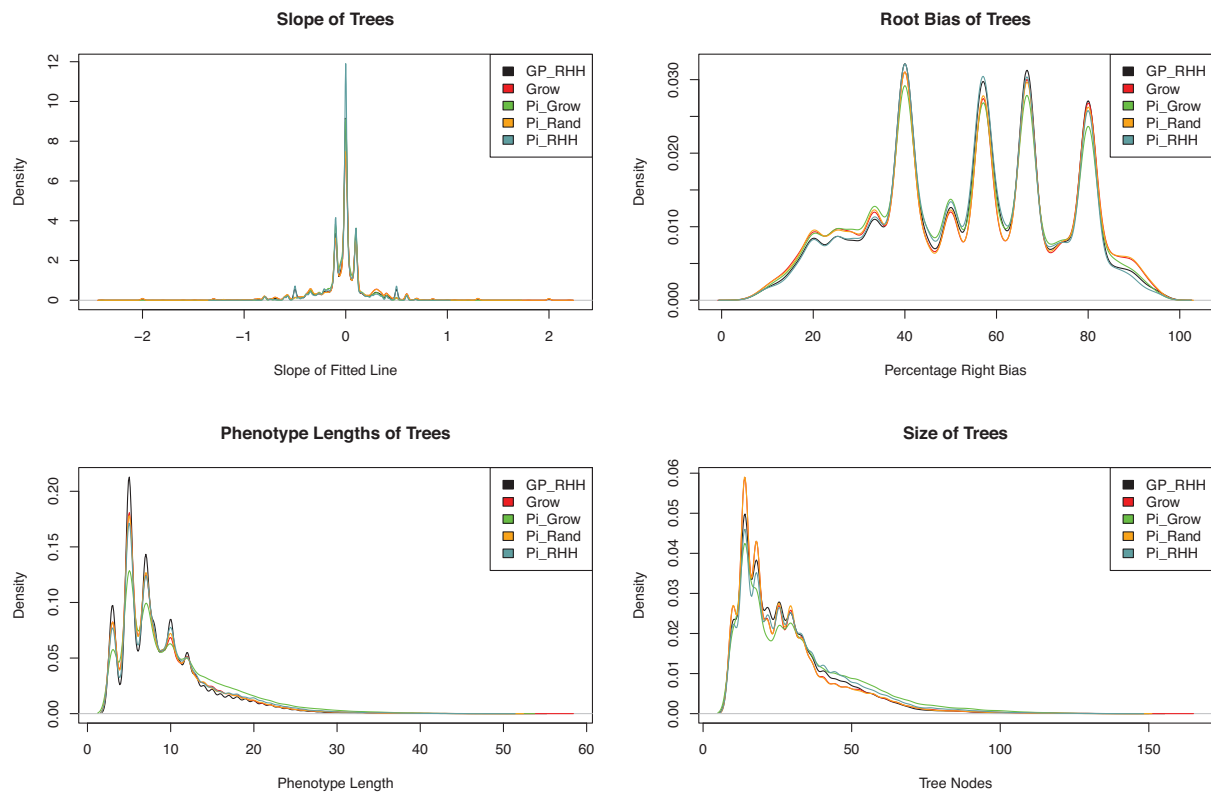 Slope of Trees
Density
0 2 4 6 8 10 12
−2 −1 0 1 2
Slope of Fitted Line
GP_RHH
Grow
Pi_Grow
Pi_Rand
Pi_RHH
Root Bias of Trees
Density
0.000 0.010 0.020 0.030
0 20 40 60 80 100
Percentage Right Bias
GP_RHH
Grow
Pi_Grow
Pi_Rand
Pi_RHH
Phenotype Lengths of Trees
Density
0.00 0.05 0.10 0.15 0.20
0 10 20 30 40 50 60
Phenotype Length
GP_RHH
Grow
Pi_Grow
Pi_Rand
Pi_RHH
Size of Trees
Density
0.00 0.01 0.02 0.03 0.04 0.05 0.06
0 50 100 150
Tree Nodes
GP_RHH
Grow
Pi_Grow
Pi_Rand
Pi_RHH